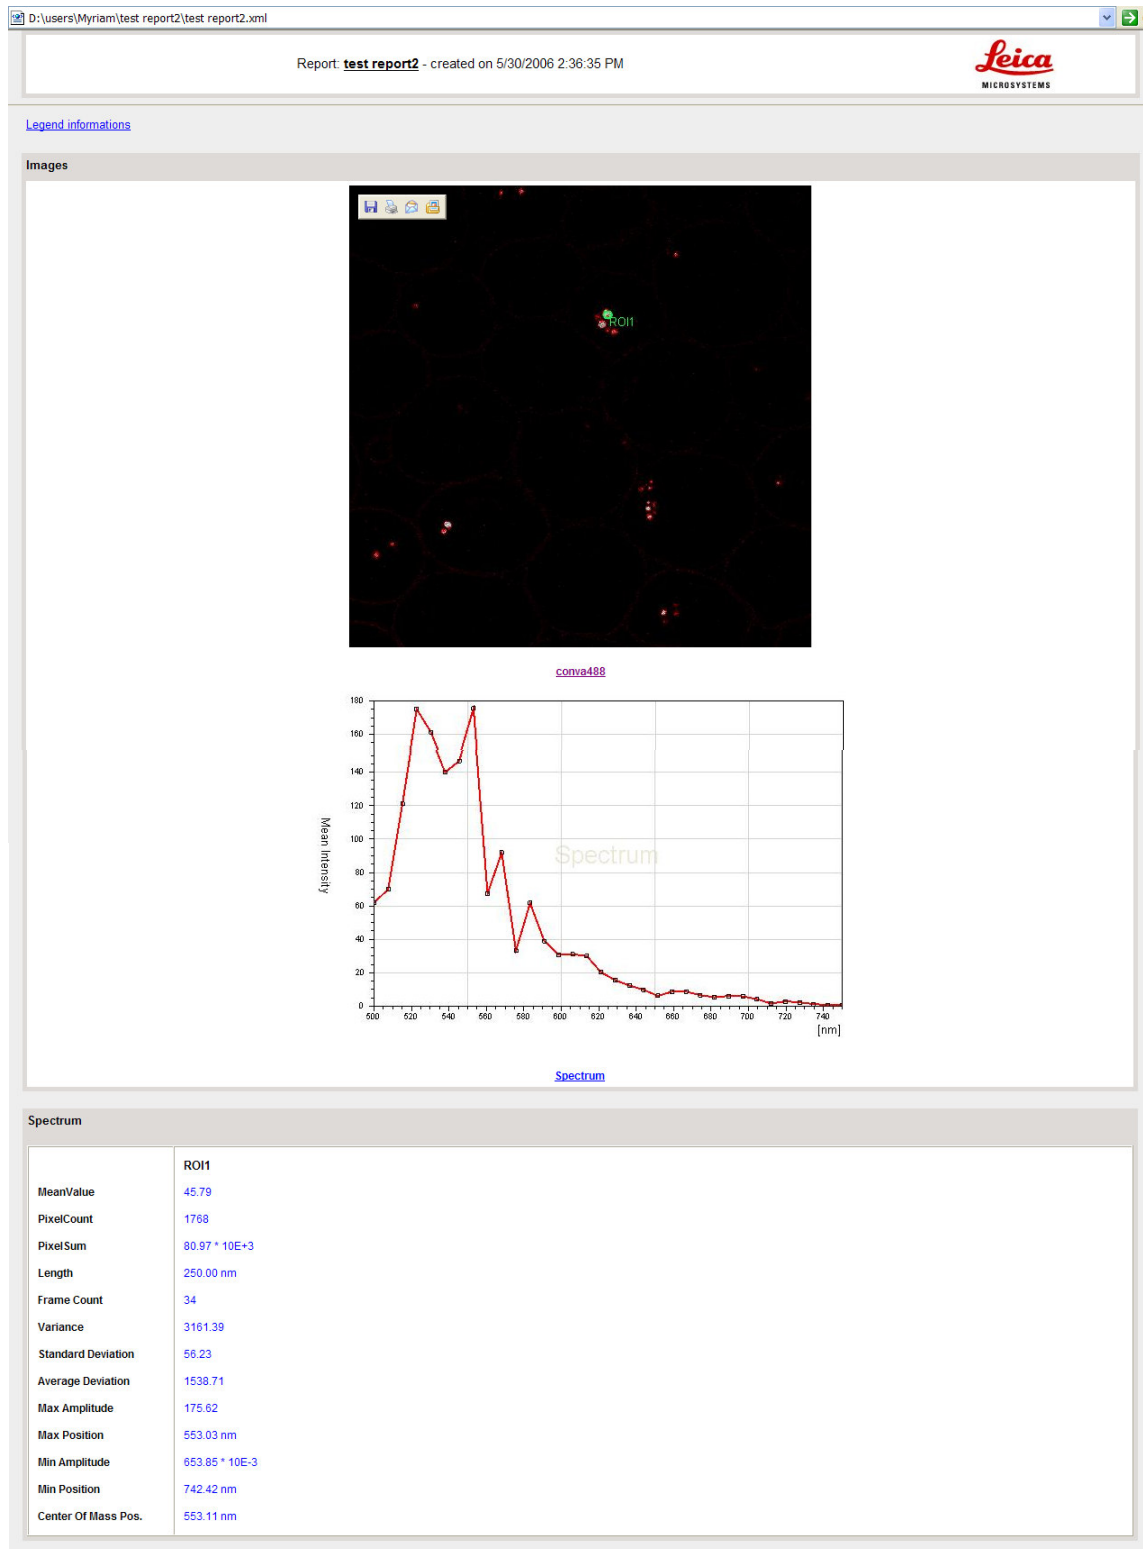 D:\users\Myriam\test report2\test report2.xml
Report: test report2 - created on 5/30/2006 2:36:35 PM
Leica
MICROSYSTEMS
Legend informations
Images
ROI1
conva488
180
160
140
120
100
80
60
40
20
0
Mean Intensity
Spectrum
500 520 540 560 580 600 620 640 660 680 700 720 740
[nm]
Spectrum
Spectrum
ROI1
MeanValue 45.79
PixelCount 1768
PixelSum 80.97 * 10E+3
Length 250.00 nm
Frame Count 34
Variance 3161.39
Standard Deviation 56.23
Average Deviation 1538.71
Max Amplitude 175.62
Max Position 553.03 nm
Min Amplitude 653.85 * 10E-3
Min Position 742.42 nm
Center Of Mass Pos. 553.11 nm